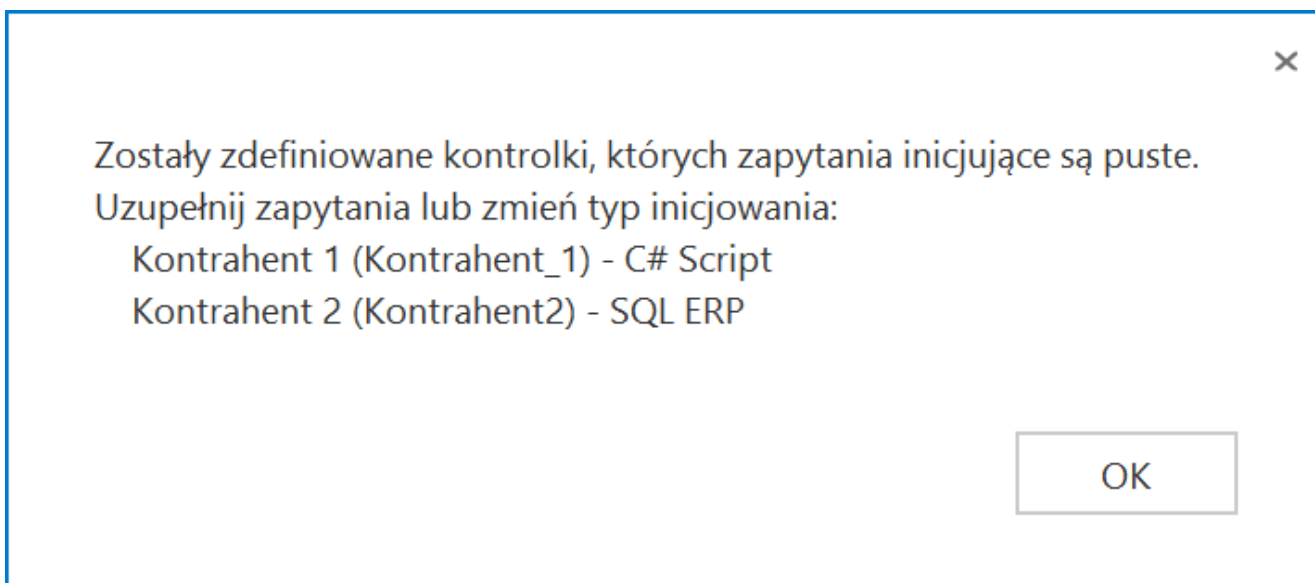 Zostały zdefiniowane kontrolki, których zapytania inicjujące są puste.
Uzupełnij zapytania lub zmień typ inicjowania:
Kontrahent 1 (Kontrahent_1) - C# Script
Kontrahent 2 (Kontrahent2) - SQL ERP
OK